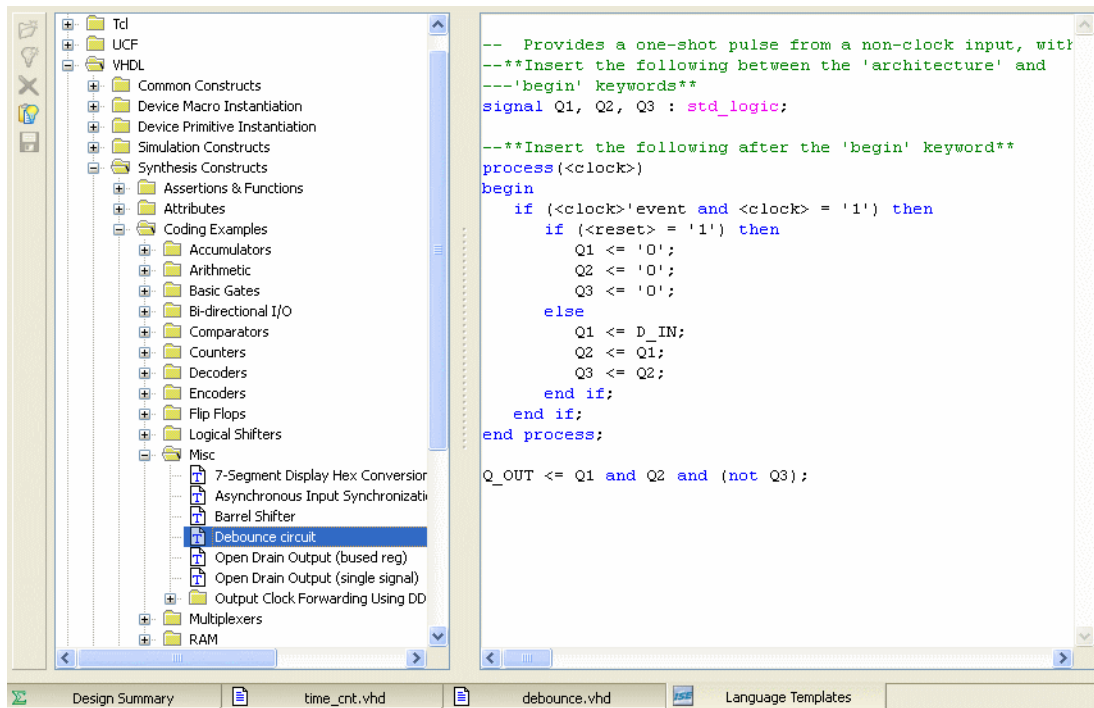 Tcl
UCF
VHDL
Common Constructs
Device Macro Instantiation
Device Primitive Instantiation
Simulation Constructs
Synthesis Constructs
Assertions & Functions
Attributes
Coding Examples
Accumulators
Arithmetic
Basic Gates
Bi-directional I/O
Comparators
Counters
Decoders
Encoders
Flip Flops
Logical Shifters
Misc
7-Segment Display Hex Conversion
Asynchronous Input Synchronizati
Barrel Shifter
Debounce circuit
Open Drain Output (bused reg)
Open Drain Output (single signal)
Output Clock Forwarding Using DD
Multiplexers
RAM
--  Provides a one-shot pulse from a non-clock input, with
--**Insert the following between the 'architecture' and
---'begin' keywords**
signal Q1, Q2, Q3 : std_logic;
--**Insert the following after the 'begin' keyword**
process(<clock>)
begin
   if (<clock>'event and <clock> = '1') then
      if (<reset> = '1') then
         Q1 <= '0';
         Q2 <= '0';
         Q3 <= '0';
      else
         Q1 <= D_IN;
         Q2 <= Q1;
         Q3 <= Q2;
      end if;
   end if;
end process;
Q_OUT <= Q1 and Q2 and (not Q3);
Σ Design Summary
time_cnt.vhd
debounce.vhd
ISE Language Templates